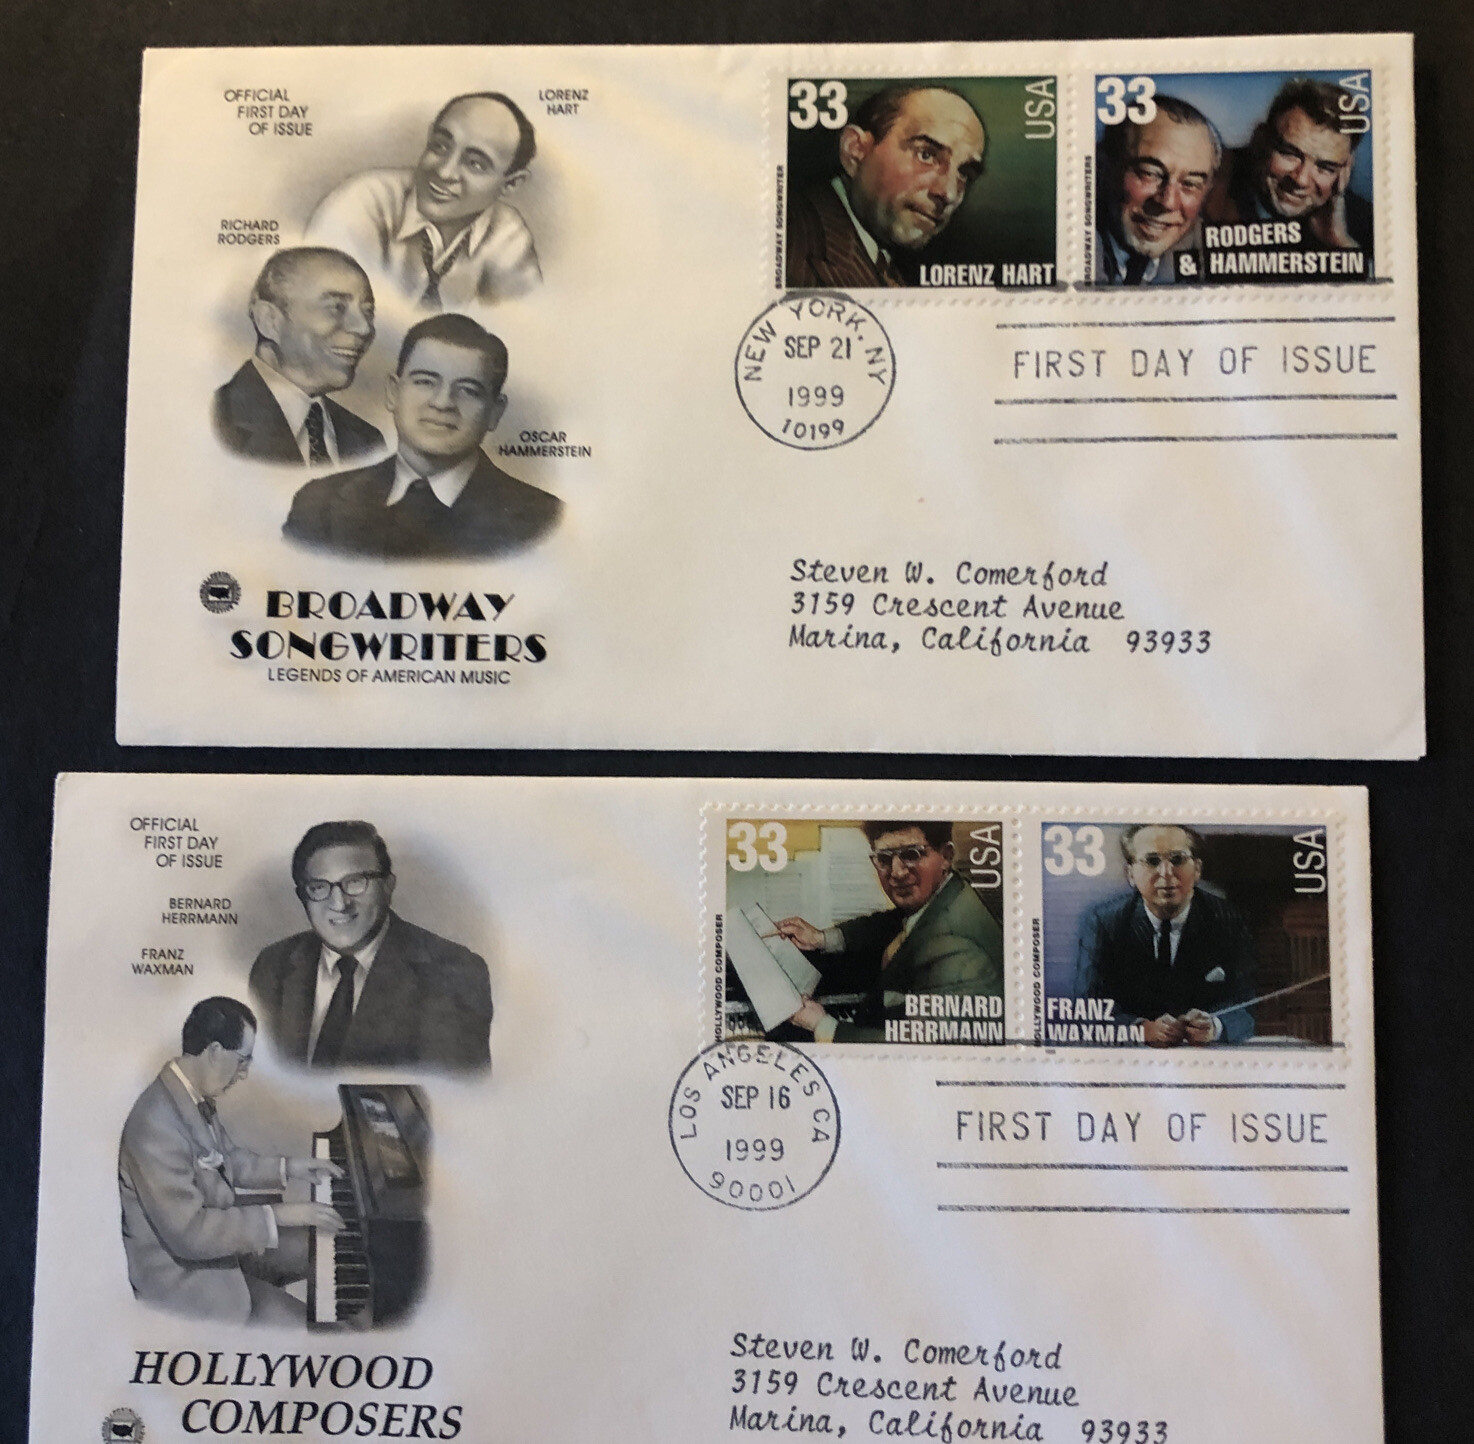 OFFICIAL
FIRST DAY
OF ISSUE
LORENZ
HART
RICHARD
RODGERS
OSCAR
HAMMERSTEIN
BROADWAY
SONGWRITERS
LEGENDS OF AMERICAN MUSIC
33
USA
BROADWAY SONGWRITER
LORENZ HART
33
USA
BROADWAY SONGWRITERS
RODGERS
& HAMMERSTEIN
NEW YORK, NY
SEP 21
1999
10199
FIRST DAY OF ISSUE
Steven W. Comerford
3159 Crescent Avenue
Marina, California 93933
OFFICIAL
FIRST DAY
OF ISSUE
BERNARD
HERRMANN
FRANZ
WAXMAN
HOLLYWOOD
COMPOSERS
33
USA
HOLLYWOOD COMPOSER
BERNARD
HERRMANN
33
USA
HOLLYWOOD COMPOSER
FRANZ
WAXMAN
LOS ANGELES CA
SEP 16
1999
90001
FIRST DAY OF ISSUE
Steven W. Comerford
3159 Crescent Avenue
Marina, California 93933